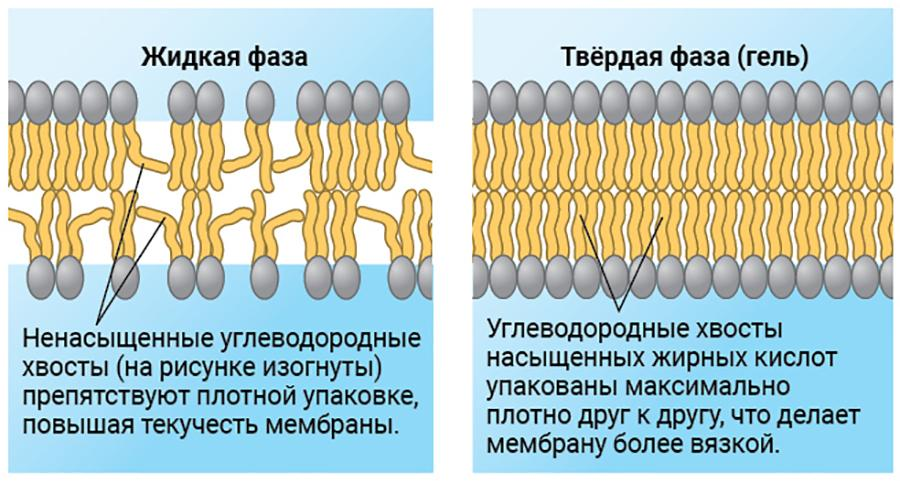 Жидкая фаза
Ненасыщенные углеводородные
хвосты (на рисунке изогнуты)
препятствуют плотной упаковке,
повышая текучесть мембраны.
Твёрдая фаза (гель)
Углеводородные хвосты
насыщенных жирных кислот
упакованы максимально
плотно друг к другу, что делает
мембрану более вязкой.